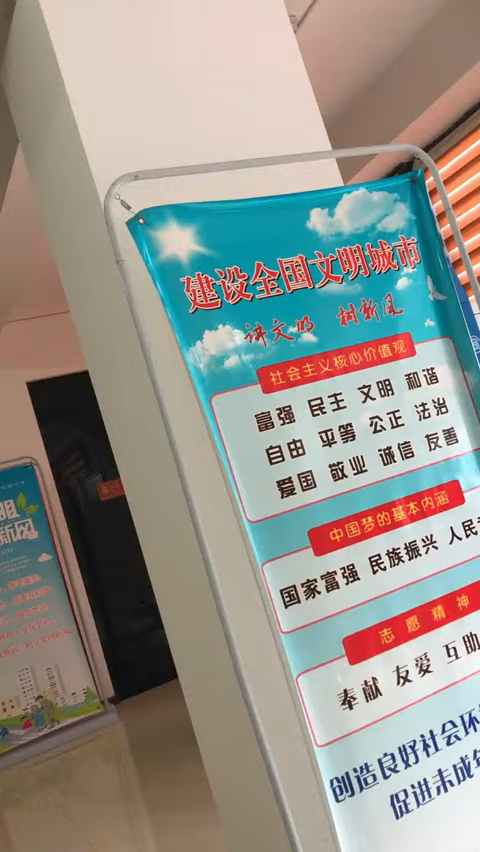 建设全国文明城市
讲文明 树新风
社会主义核心价值观
富强 民主 文明 和谐
自由 平等 公正 法治
爱国 敬业 诚信 友善
中国梦的基本内涵
国家富强 民族振兴 人民
志愿精神
奉献 友爱 互助
创造良好社会环
促进未成年
明
新风